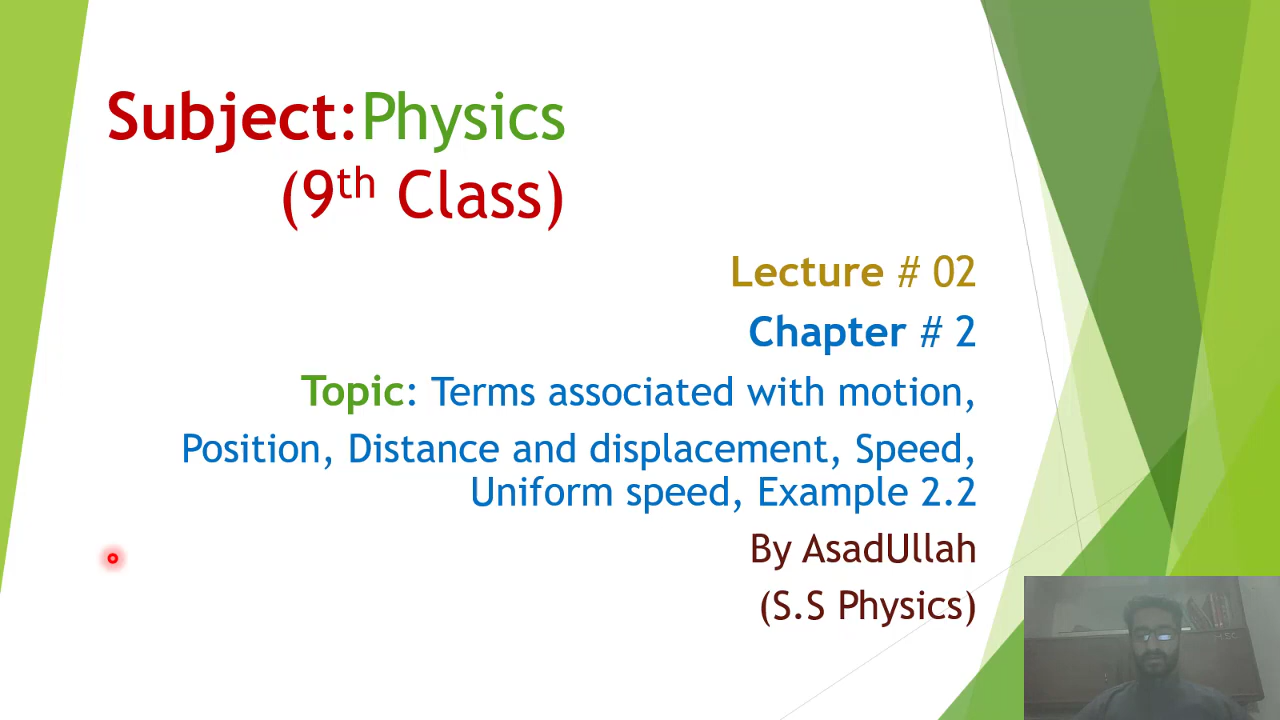 Subject:Physics
(9th Class)
Lecture # 02
Chapter # 2
Topic: Terms associated with motion,
Position, Distance and displacement, Speed,
Uniform speed, Example 2.2
By AsadUllah
(S.S Physics)